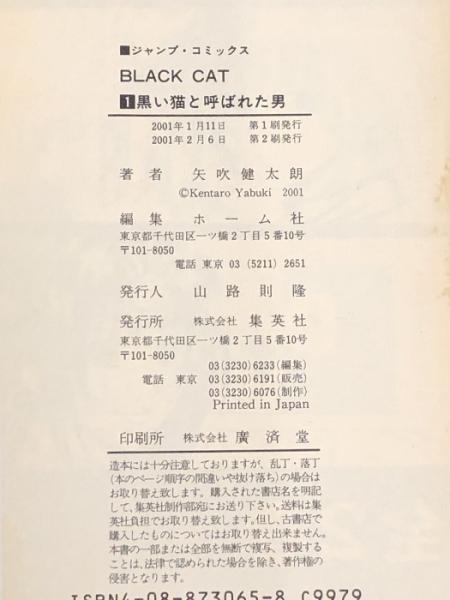 ■ジャンプ・コミックス
BLACK CAT
1黒い猫と呼ばれた男
2001年1月11日 第1刷発行
2001年2月6日 第2刷発行
著者 矢吹健太朗
©Kentaro Yabuki 2001
編集 ホーム社
東京都千代田区一ツ橋2丁目5番10号
〒101-8050
電話 東京 03 (5211) 2651
発行人 山路則隆
発行所 株式会社 集英社
東京都千代田区一ツ橋2丁目5番10号
〒101-8050
03(3230)6233(編集)
電話 東京 03(3230)6191(販売)
03(3230)6076(制作)
Printed in Japan
印刷所 株式会社 廣済堂
造本には十分注意しておりますが、乱丁・落丁
(本のページ順序の間違いや抜け落ち)の場合は
お取り替え致します。購入された書店名を明記
して、集英社制作部宛にお送り下さい。送料は集
英社負担でお取り替え致します。但し、古書店で
購入したものについてはお取り替え出来ません。
本書の一部または全部を無断で複写、複製する
ことは、法律で認められた場合を除き、著作権の
侵害となります。
ISBN4-08-873065-8 C9979